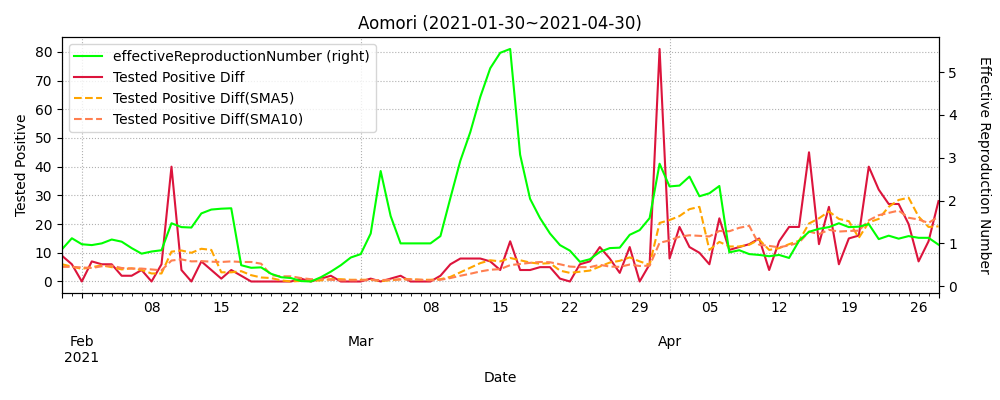 Aomori (2021-01-30~2021-04-30)
effectiveReproductionNumber (right)
Tested Positive Diff
Tested Positive Diff(SMA5)
Tested Positive Diff(SMA10)
Tested Positive
80
70
60
50
40
30
20
10
0
Effective Reproduction Number
5
4
3
2
1
0
08 15 22 08 15 22 29 05 12 19 26
Feb Mar Apr
2021
Date